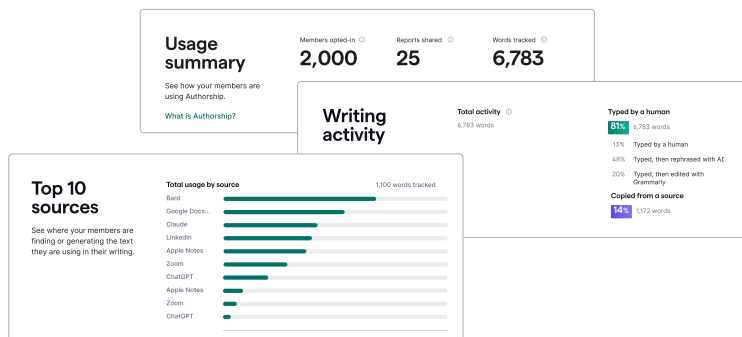 Usage
summary
See how your members are
using Authorship.
What is Authorship?
Members opted-in
2,000
Reports shared
25
Words tracked
6,783
Writing
activity
Total activity
6,783 words
Typed by a human
81% 6,783 words
13% Typed by a human
48% Typed, then rephrased with AI
20% Typed, then edited with
Grammarly
Copied from a source
14% 1,172 words
Top 10
sources
See where your members are
finding or generating the text
they are using in their writing.
Total usage by source
1,100 words tracked
Bard
Google Docs...
Claude
LinkedIn
Apple Notes
Zoom
ChatGPT
Apple Notes
Zoom
ChatGPT